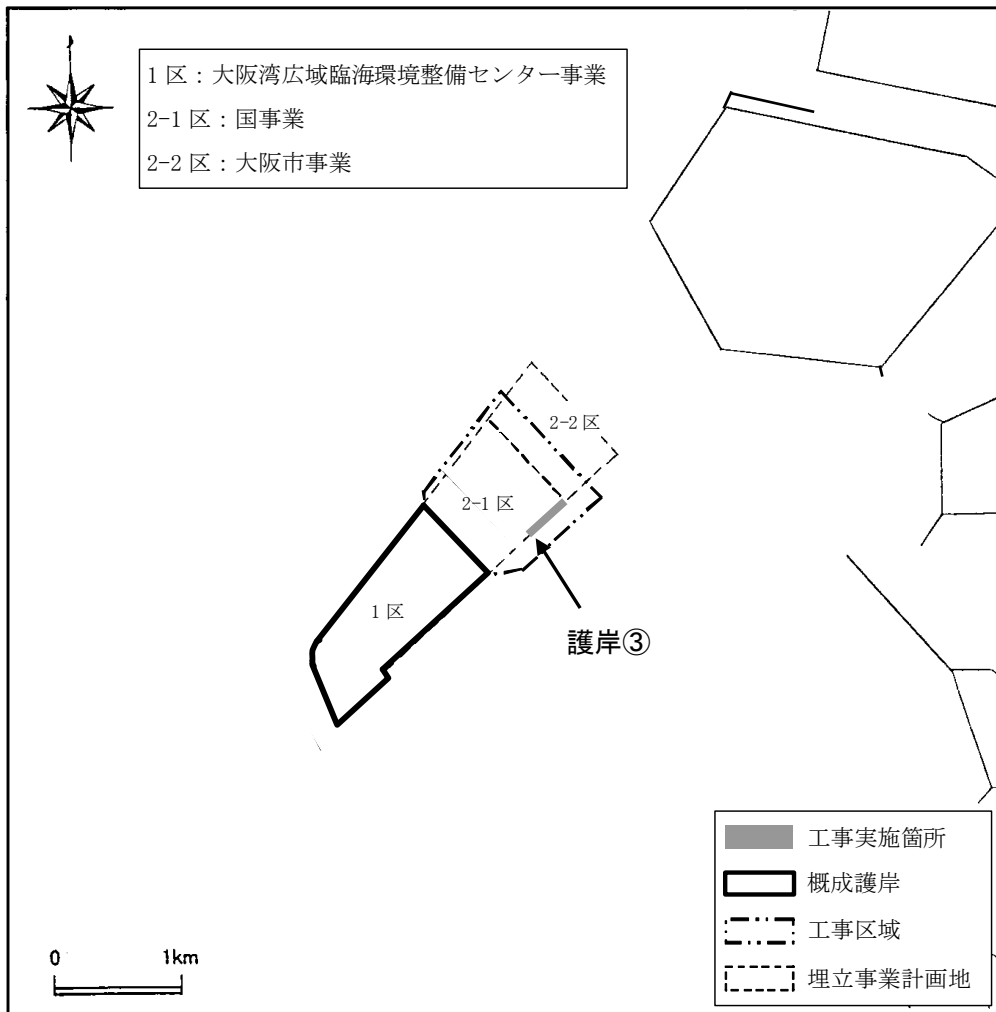 1 区：大阪湾広域臨海環境整備センター事業
2-1 区：国事業
2-2 区：大阪市事業
2-2 区
2-1 区
1 区
護岸③
工事実施箇所
概成護岸
工事区域
埋立事業計画地
0 1km